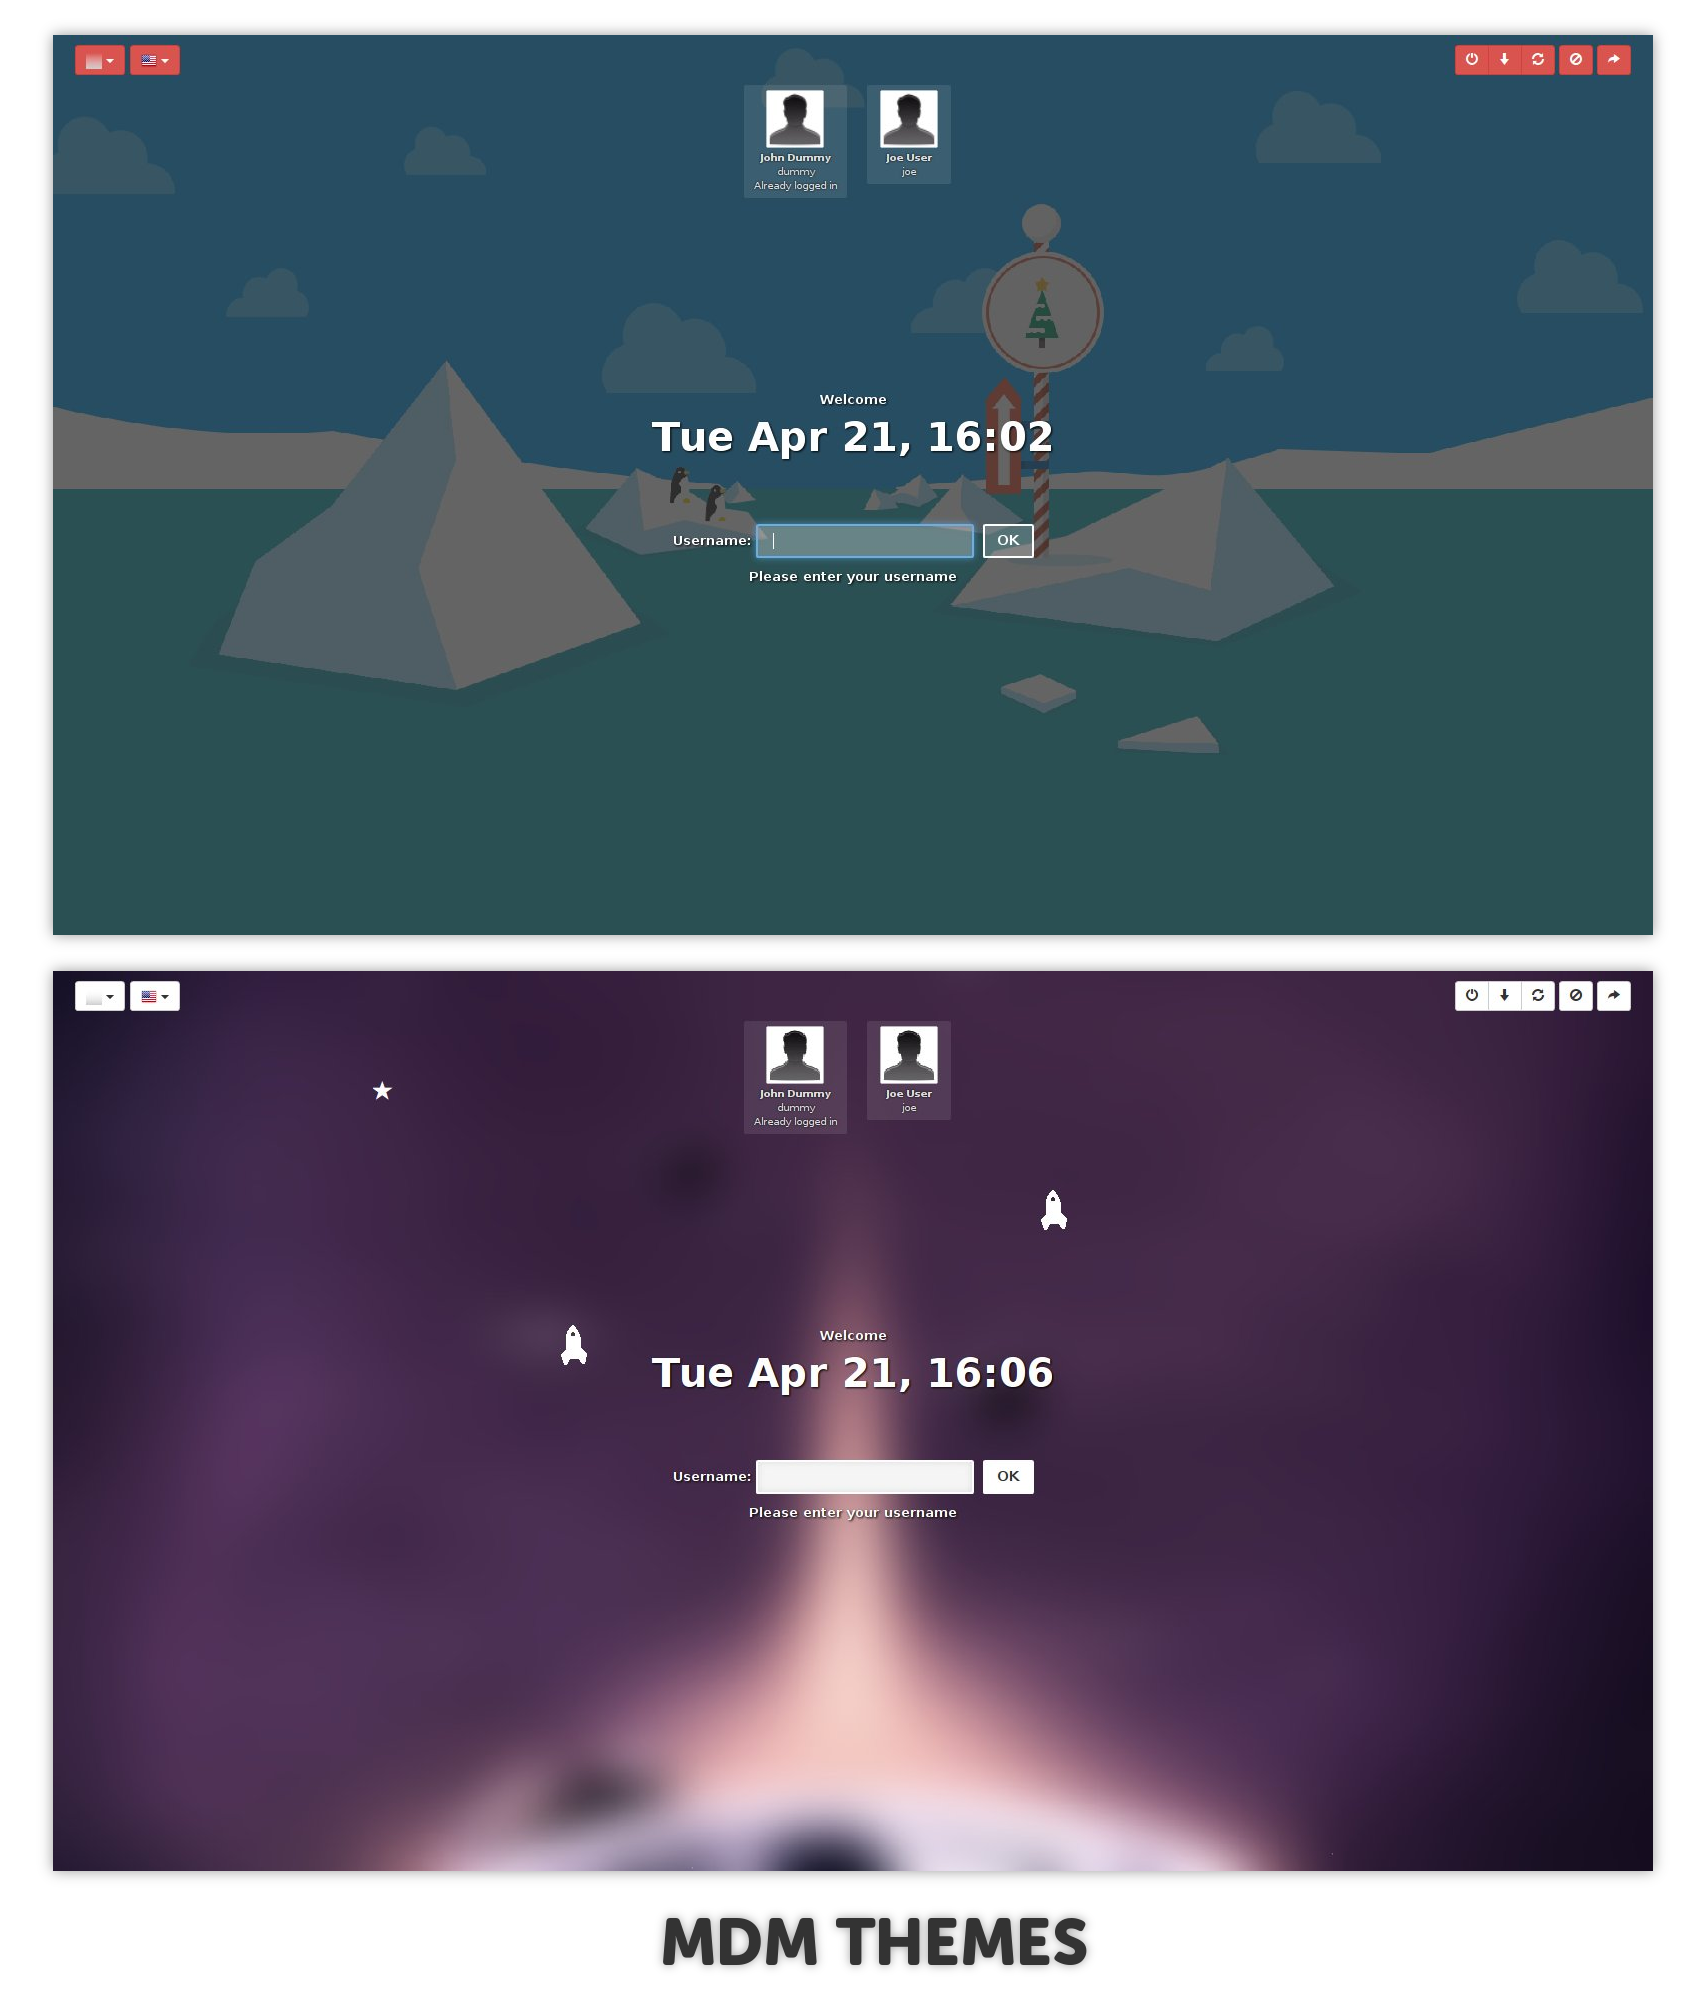 John Dummy
dummy
Already logged in
Joe User
joe
Welcome
Tue Apr 21, 16:02
Username:
OK
Please enter your username
John Dummy
dummy
Already logged in
Joe User
joe
Welcome
Tue Apr 21, 16:06
Username:
OK
Please enter your username
MDM THEMES